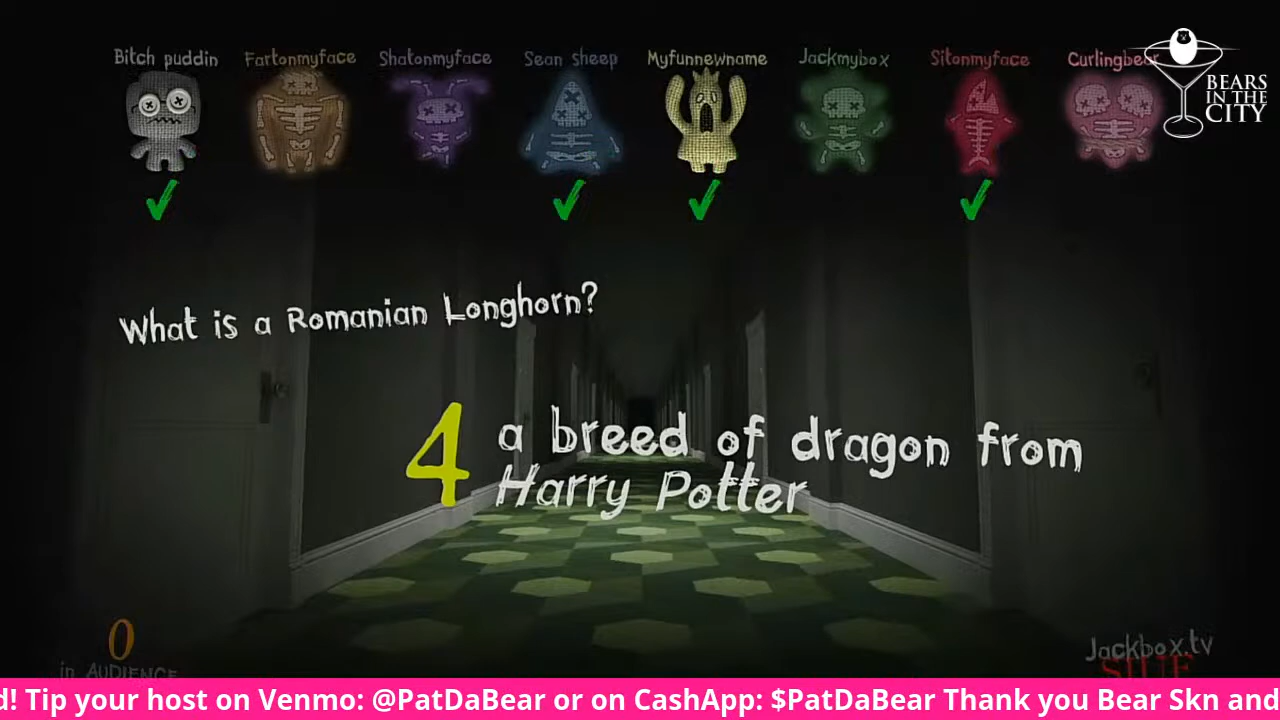 Bitch puddin Fartonmyface Shatonmyface Sean sheep Myfunnewname Jackmybox Sitonmyface Curlingbear
BEARS
IN THE
CITY
What is a Romanian Longhorn?
4 a breed of dragon from
Harry Potter
0
in AUDIENCE
Jackbox.tv
d! Tip your host on Venmo: @PatDaBear or on CashApp: $PatDaBear Thank you Bear Skn and